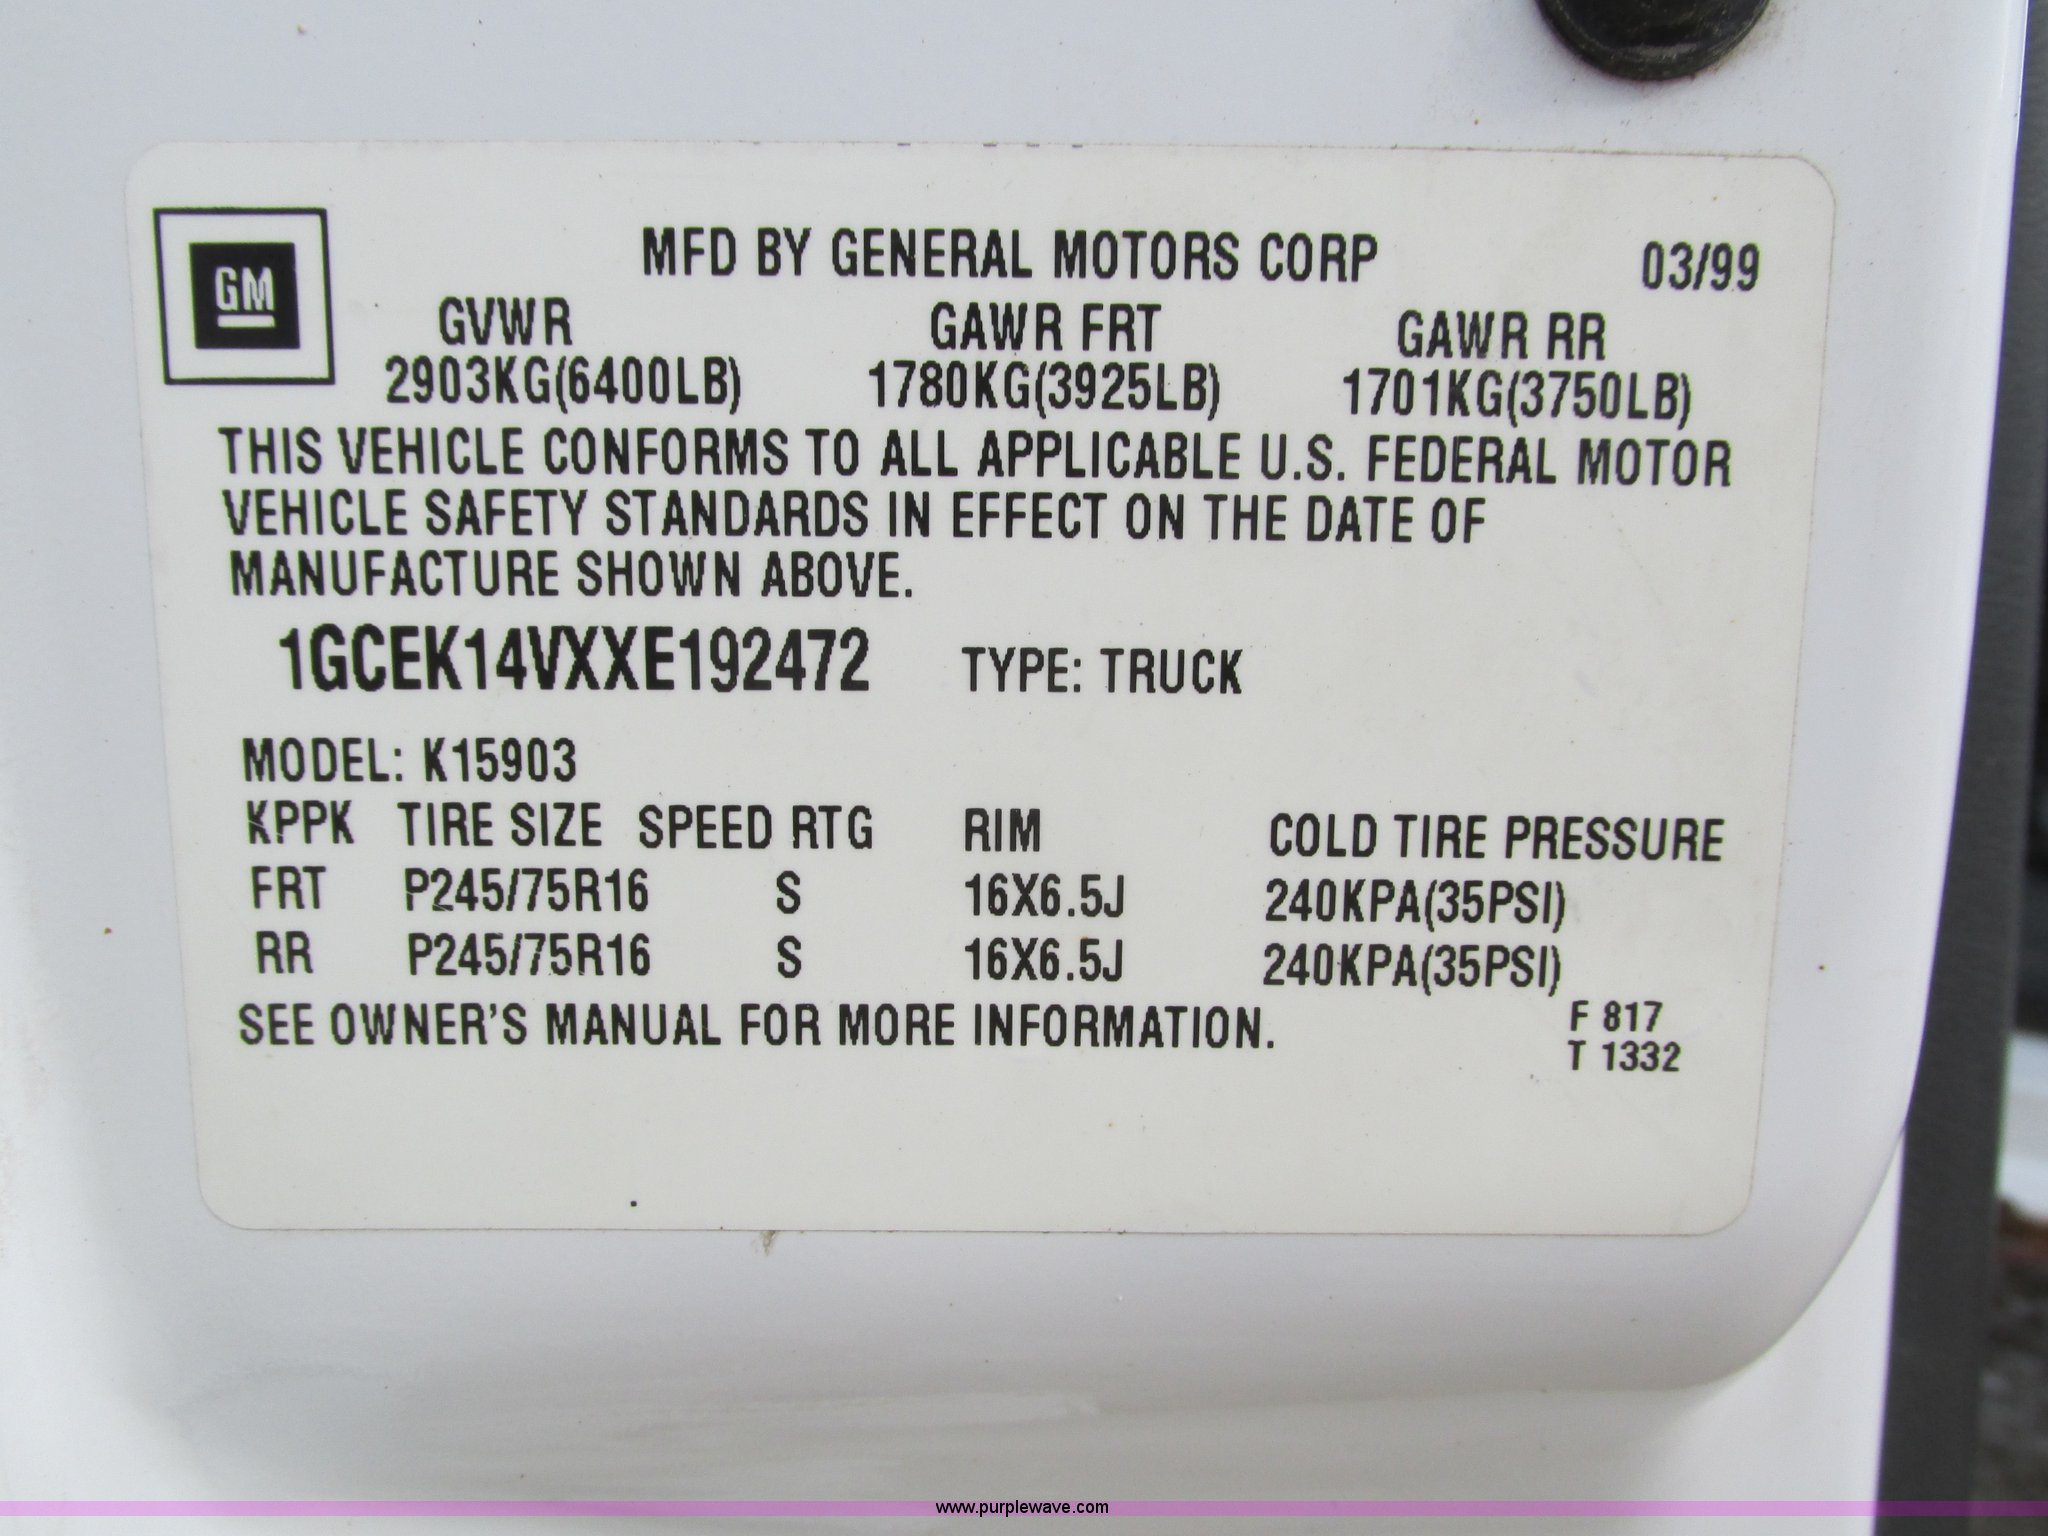 GM
MFD BY GENERAL MOTORS CORP 03/99
GVWR GAWR FRT GAWR RR
2903KG(6400LB) 1780KG(3925LB) 1701KG(3750LB)
THIS VEHICLE CONFORMS TO ALL APPLICABLE U.S. FEDERAL MOTOR
VEHICLE SAFETY STANDARDS IN EFFECT ON THE DATE OF
MANUFACTURE SHOWN ABOVE.
1GCEK14VXXE192472 TYPE: TRUCK
MODEL: K15903
KPPK TIRE SIZE SPEED RTG RIM COLD TIRE PRESSURE
FRT P245/75R16 S 16X6.5J 240KPA(35PSI)
RR P245/75R16 S 16X6.5J 240KPA(35PSI)
SEE OWNER'S MANUAL FOR MORE INFORMATION.
F 817
T 1332
www.purplewave.com